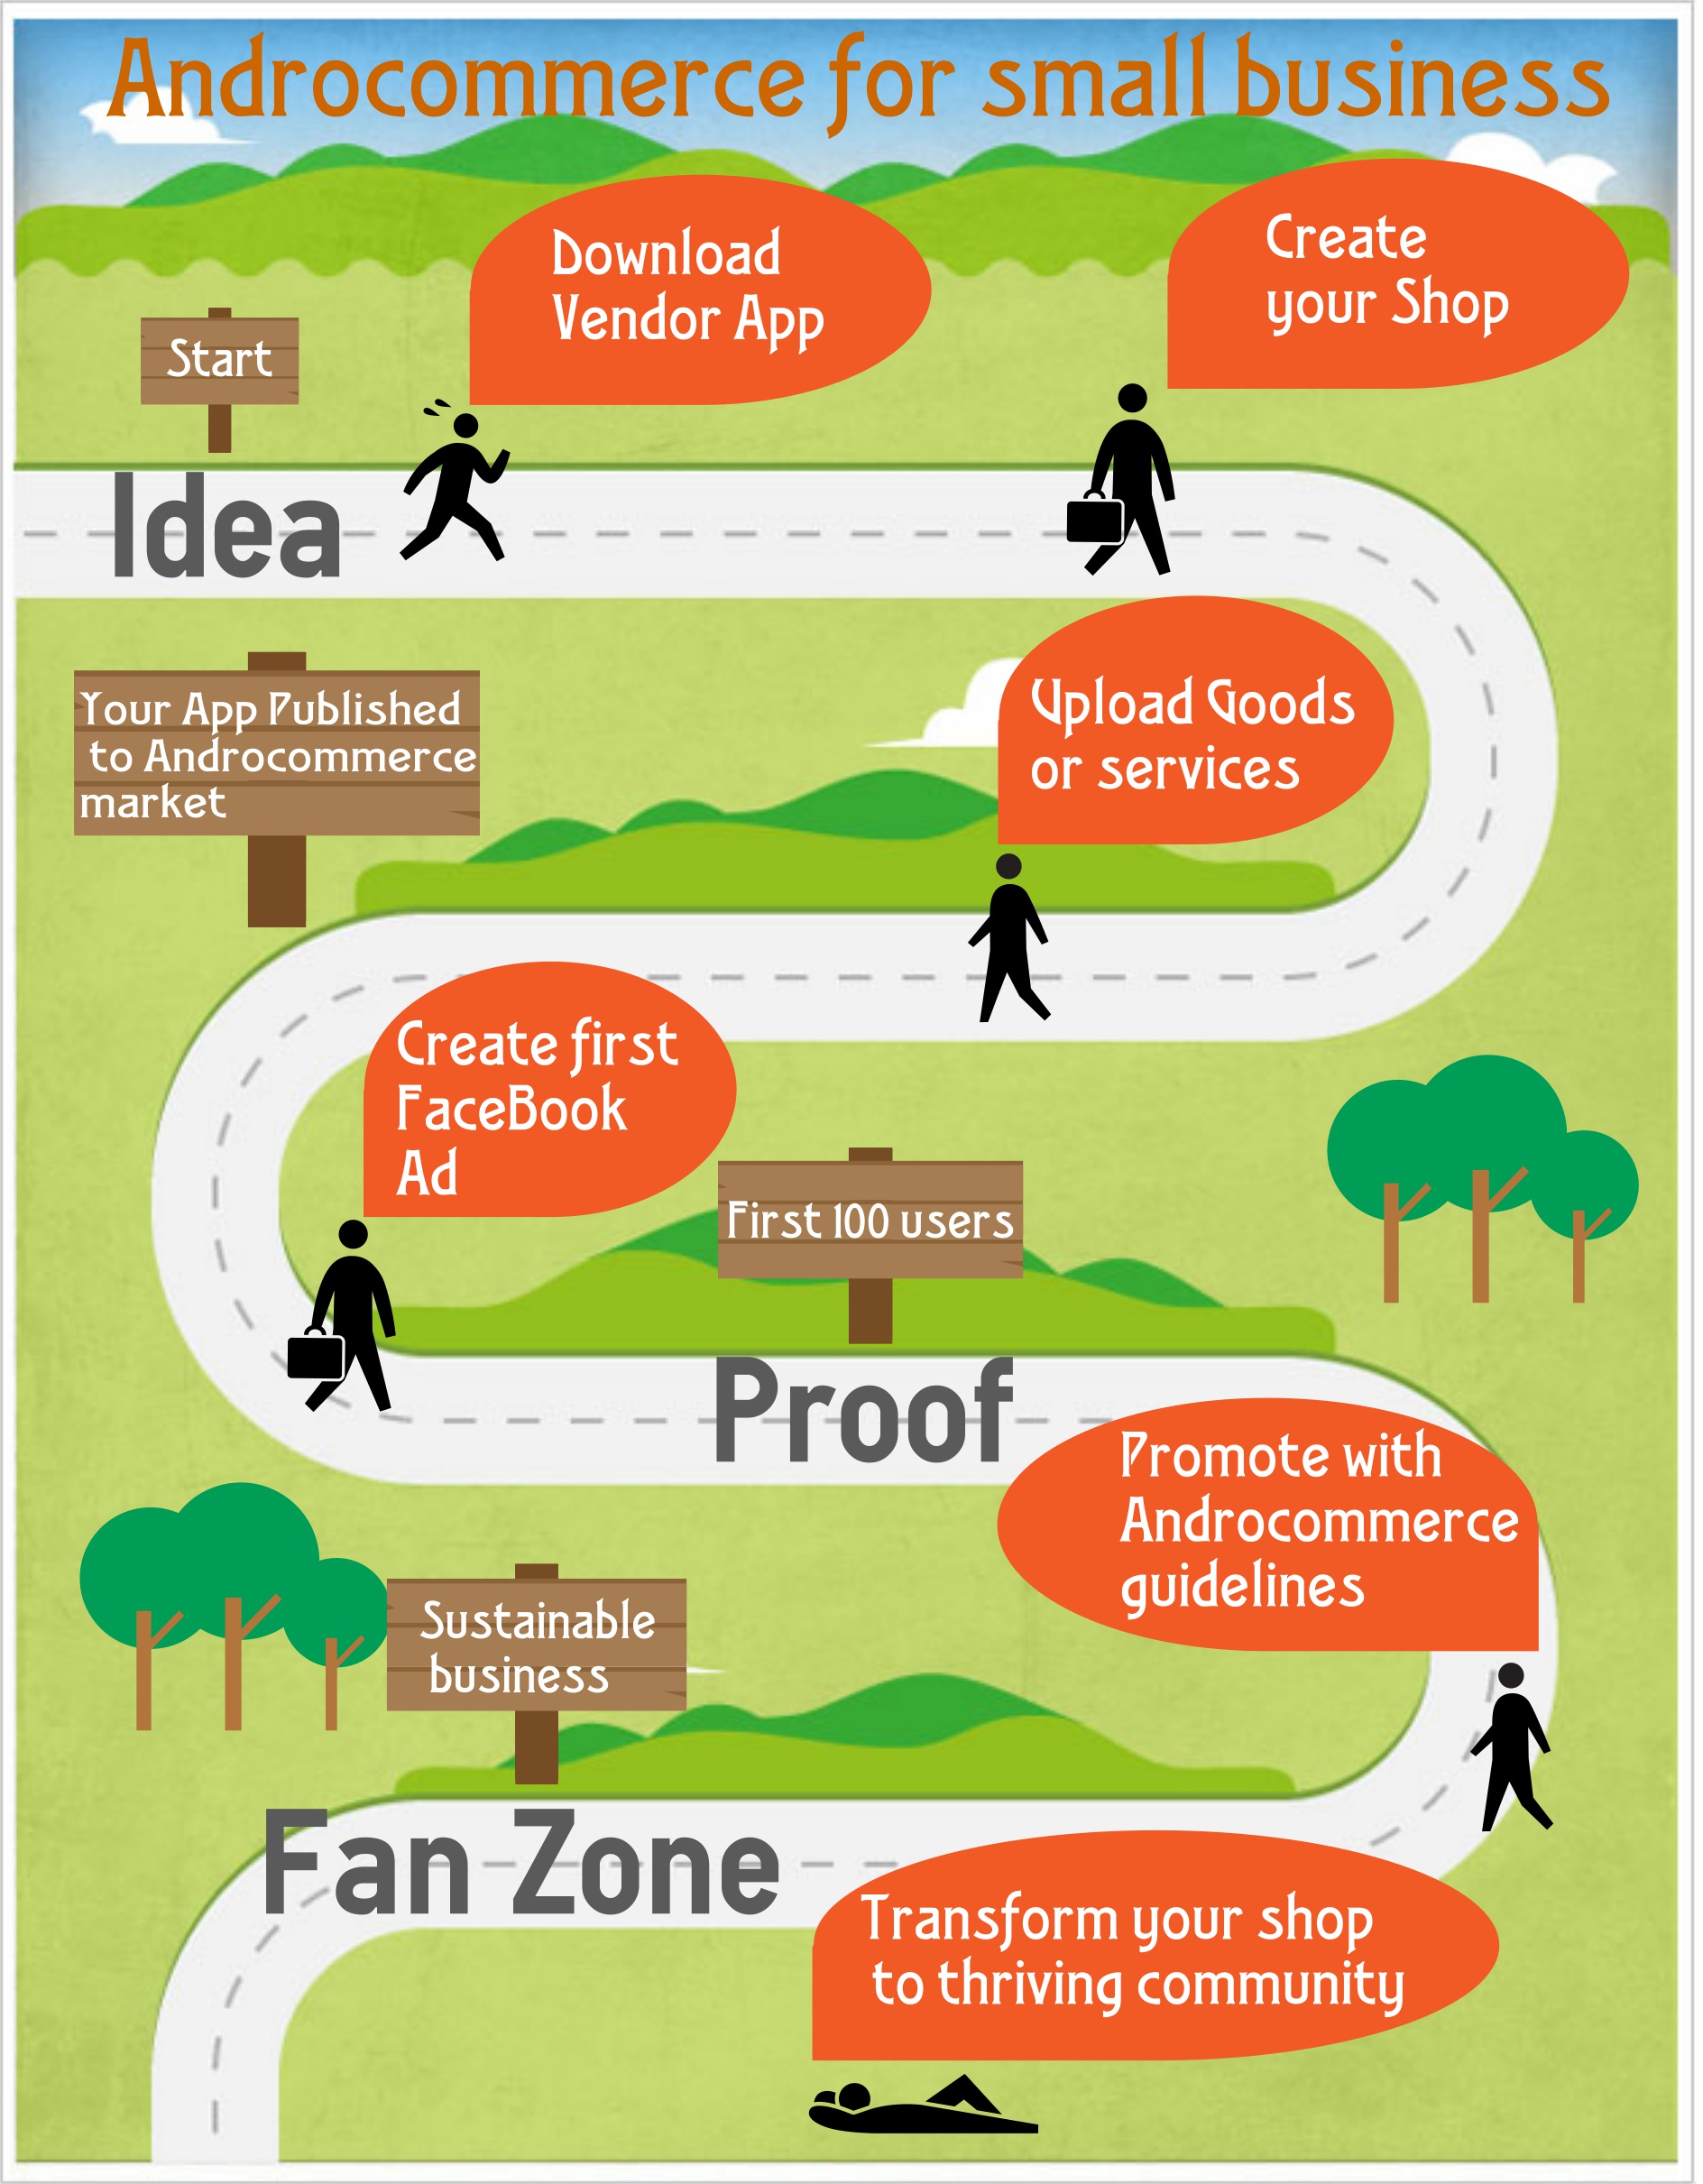 Androcommerce for small business
Download
Vendor App
Create
your Shop
Start
Idea
Upload Goods
or services
Your App Published
to Androcommerce
market
Create first
FaceBook
Ad
First 100 users
Proof
Promote with
Androcommerce
guidelines
Sustainable
business
Fan Zone
Transform your shop
to thriving community